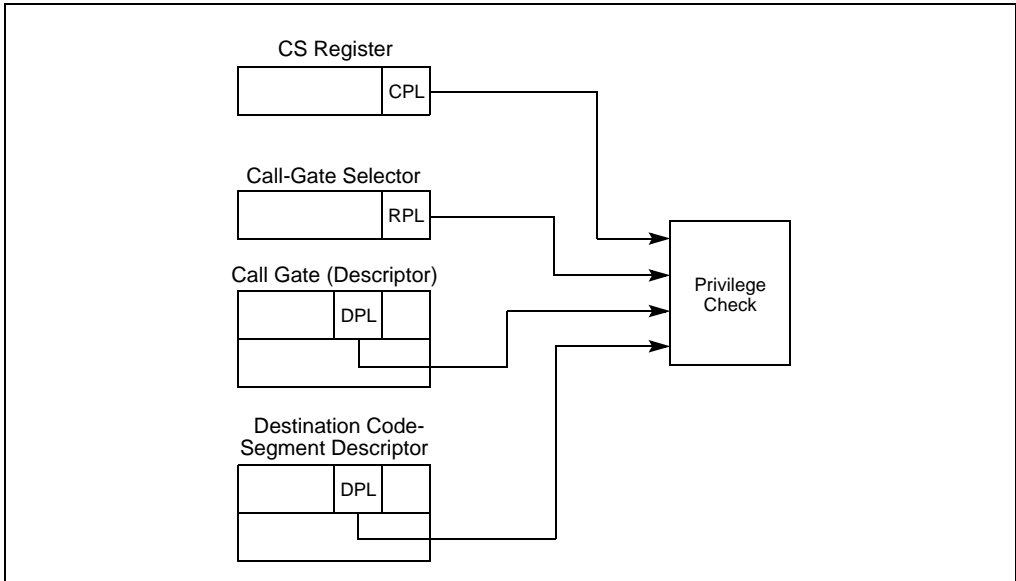 CS Register
CPL
Call-Gate Selector
RPL
Call Gate (Descriptor)
DPL
Privilege
Check
Destination Code-
Segment Descriptor
DPL